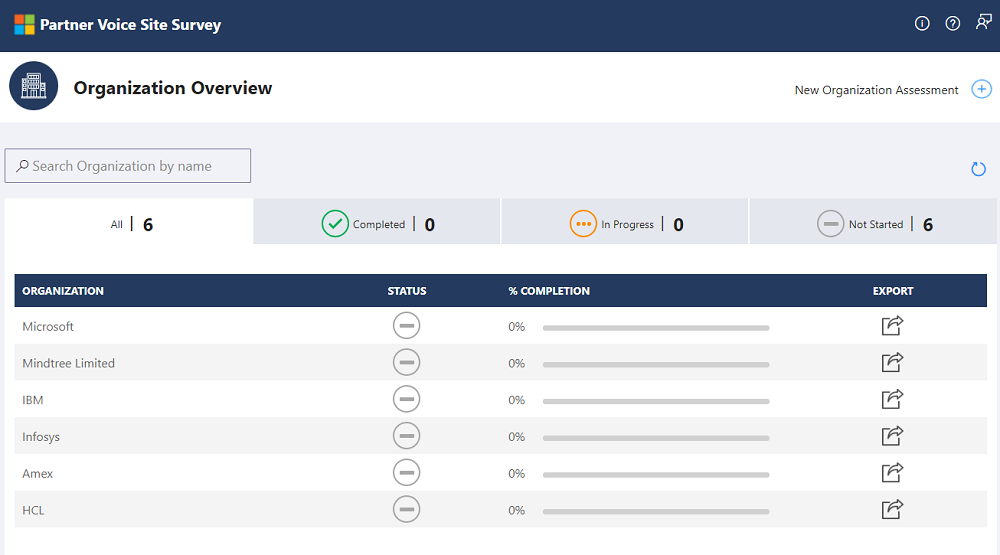 Partner Voice Site Survey
Organization Overview
New Organization Assessment
Search Organization by name
All | 6
Completed | 0
In Progress | 0
Not Started | 6
ORGANIZATION STATUS % COMPLETION EXPORT
Microsoft 0%
Mindtree Limited 0%
IBM 0%
Infosys 0%
Amex 0%
HCL 0%